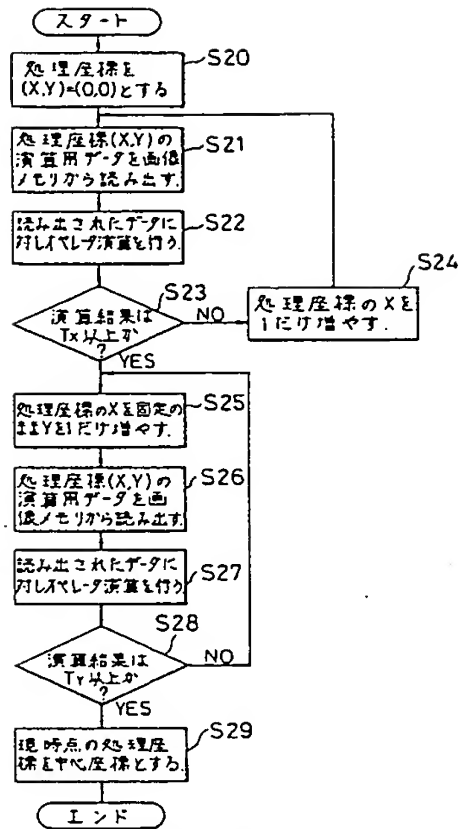 スタート
S20
処理座標を
(X,Y)=(0,0)とする
S21
処理座標(X,Y)の
演算用データを画像
メモリから読み出す.
S22
読み出されたデータに
対しオペレータ演算を行う.
S23
演算結果は
Tx以上か
?
NO
YES
S24
処理座標のXを
1だけ増やす.
S25
処理座標のXを固定の
ままYを1だけ増やす.
S26
処理座標(X,Y)の
演算用データを画
像メモリから読み出す.
S27
読み出されたデータに
対しオペレータ演算を行う
S28
演算結果は
TY以上か
?
NO
YES
S29
現時点の処理座
標を中心座標とする.
エンド